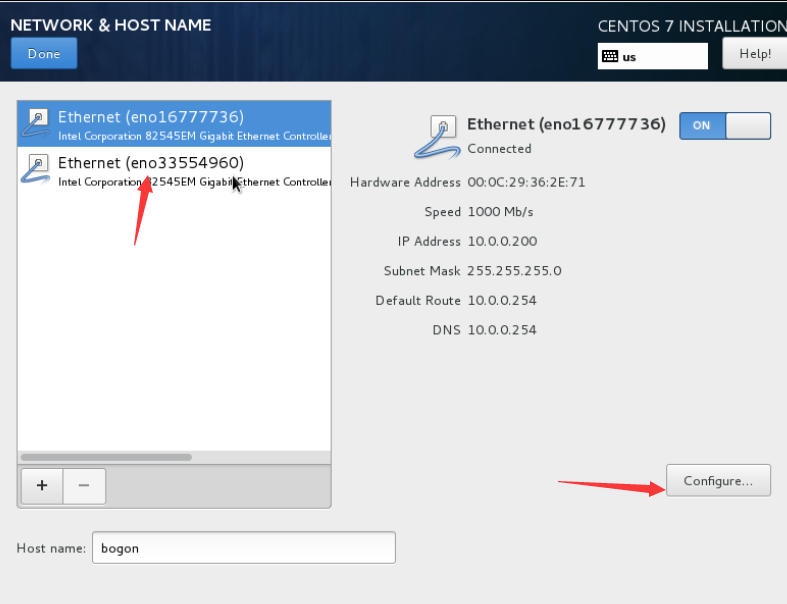 NETWORK & HOST NAME
CENTOS 7 INSTALLATION
Done
us
Help!
Ethernet (eno16777736)
Intel Corporation 82545EM Gigabit Ethernet Controller
Ethernet (eno33554960)
Intel Corporation 82545EM Gigabit Ethernet Controller
Ethernet (eno16777736)
ON
Connected
Hardware Address 00:0C:29:36:2E:71
Speed 1000 Mb/s
IP Address 10.0.0.200
Subnet Mask 255.255.255.0
Default Route 10.0.0.254
DNS 10.0.0.254
+ −
Configure...
Host name: bogon